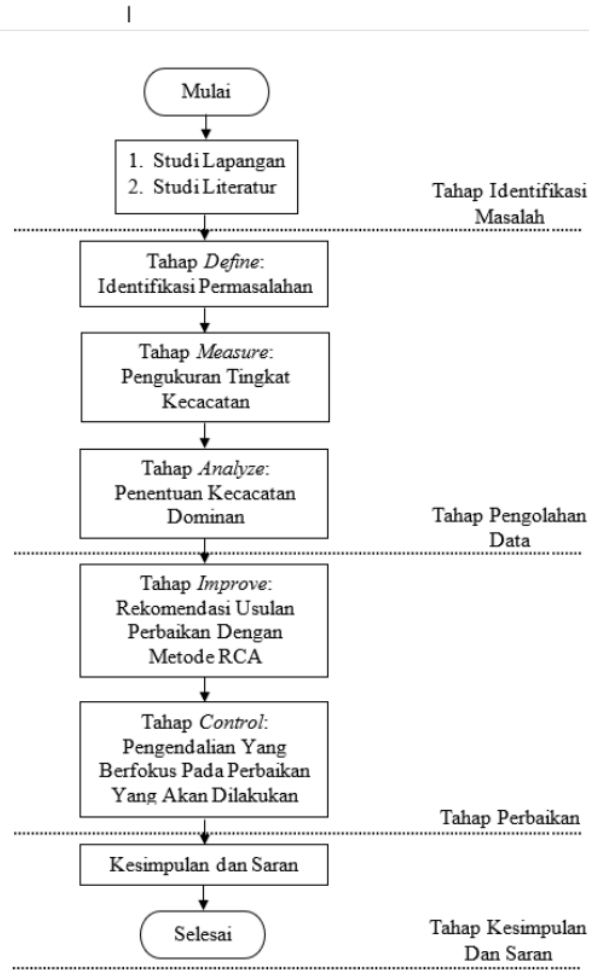 Mulai
1. Studi Lapangan
2. Studi Literatur
Tahap Identifikasi
Masalah
Tahap Define:
Identifikasi Permasalahan
Tahap Measure:
Pengukuran Tingkat
Kecacatan
Tahap Analyze:
Penentuan Kecacatan
Dominan
Tahap Pengolahan
Data
Tahap Improve:
Rekomendasi Usulan
Perbaikan Dengan
Metode RCA
Tahap Control:
Pengendalian Yang
Berfokus Pada Perbaikan
Yang Akan Dilakukan
Tahap Perbaikan
Kesimpulan dan Saran
Selesai
Tahap Kesimpulan
Dan Saran